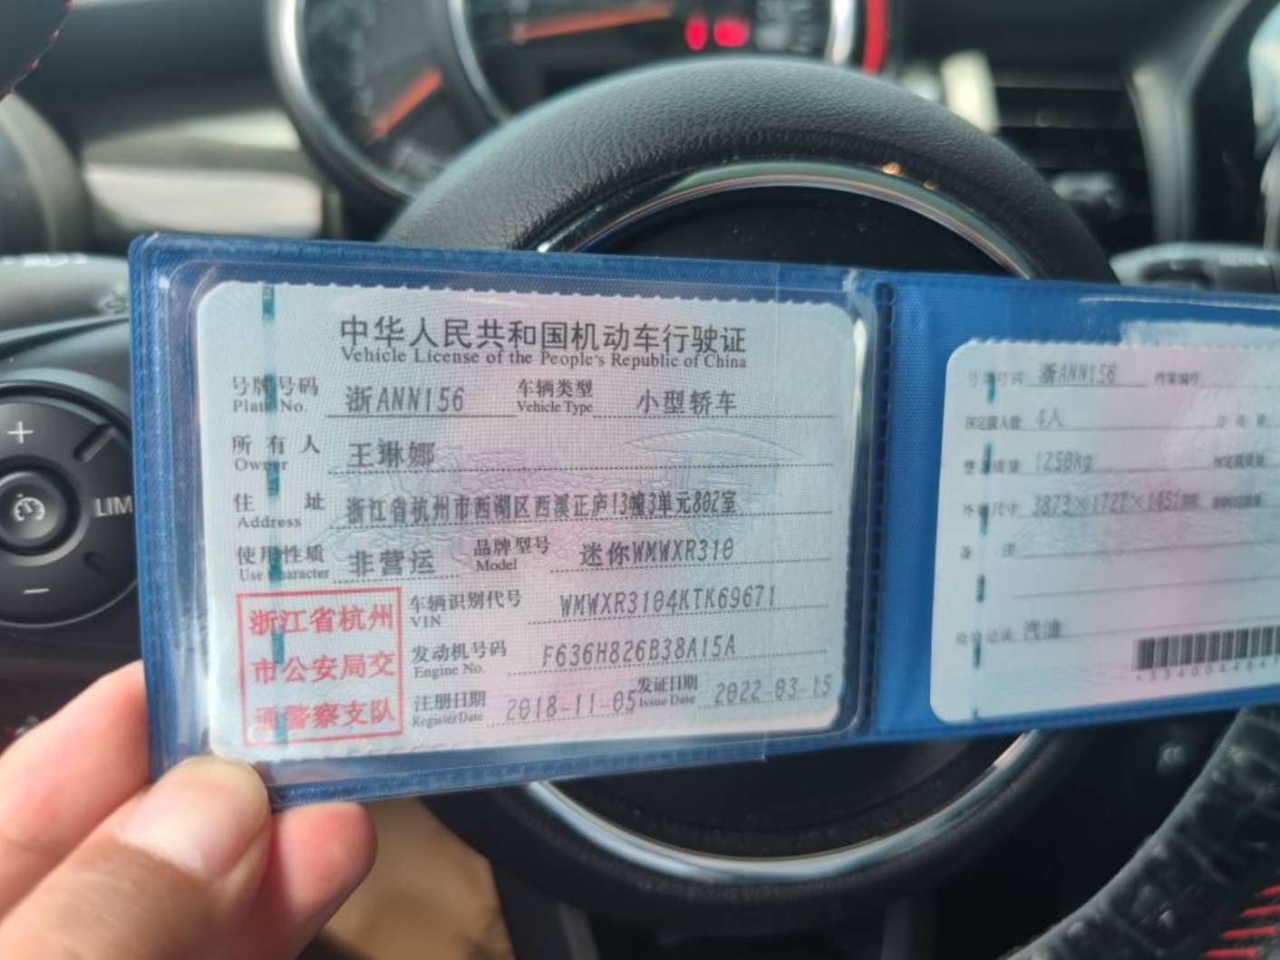 中华人民共和国机动车行驶证
Vehicle License of the People's Republic of China
号牌号码 浙ANN156 车辆类型 小型轿车
Plate No. Vehicle Type
所有人 王琳娜
Owner
住址 浙江省杭州市西湖区西溪正庐13幢3单元802室
Address
使用性质 非营运 品牌型号 迷你WMWXR310
Use Character Model
浙江省杭州
市公安局交
通警察支队
车辆识别代号 WMWXR3104KTK69671
VIN
发动机号码 F636H826B38A15A
Engine No.
注册日期 2018-11-05 发证日期 2022-03-15
Register Date Issue Date
号牌号码 浙ANN156 档案编号
核定载人数 4人
整备质量 1250kg
外廓尺寸 3873×1727×1451mm
备注
检验记录 汽油
LIM